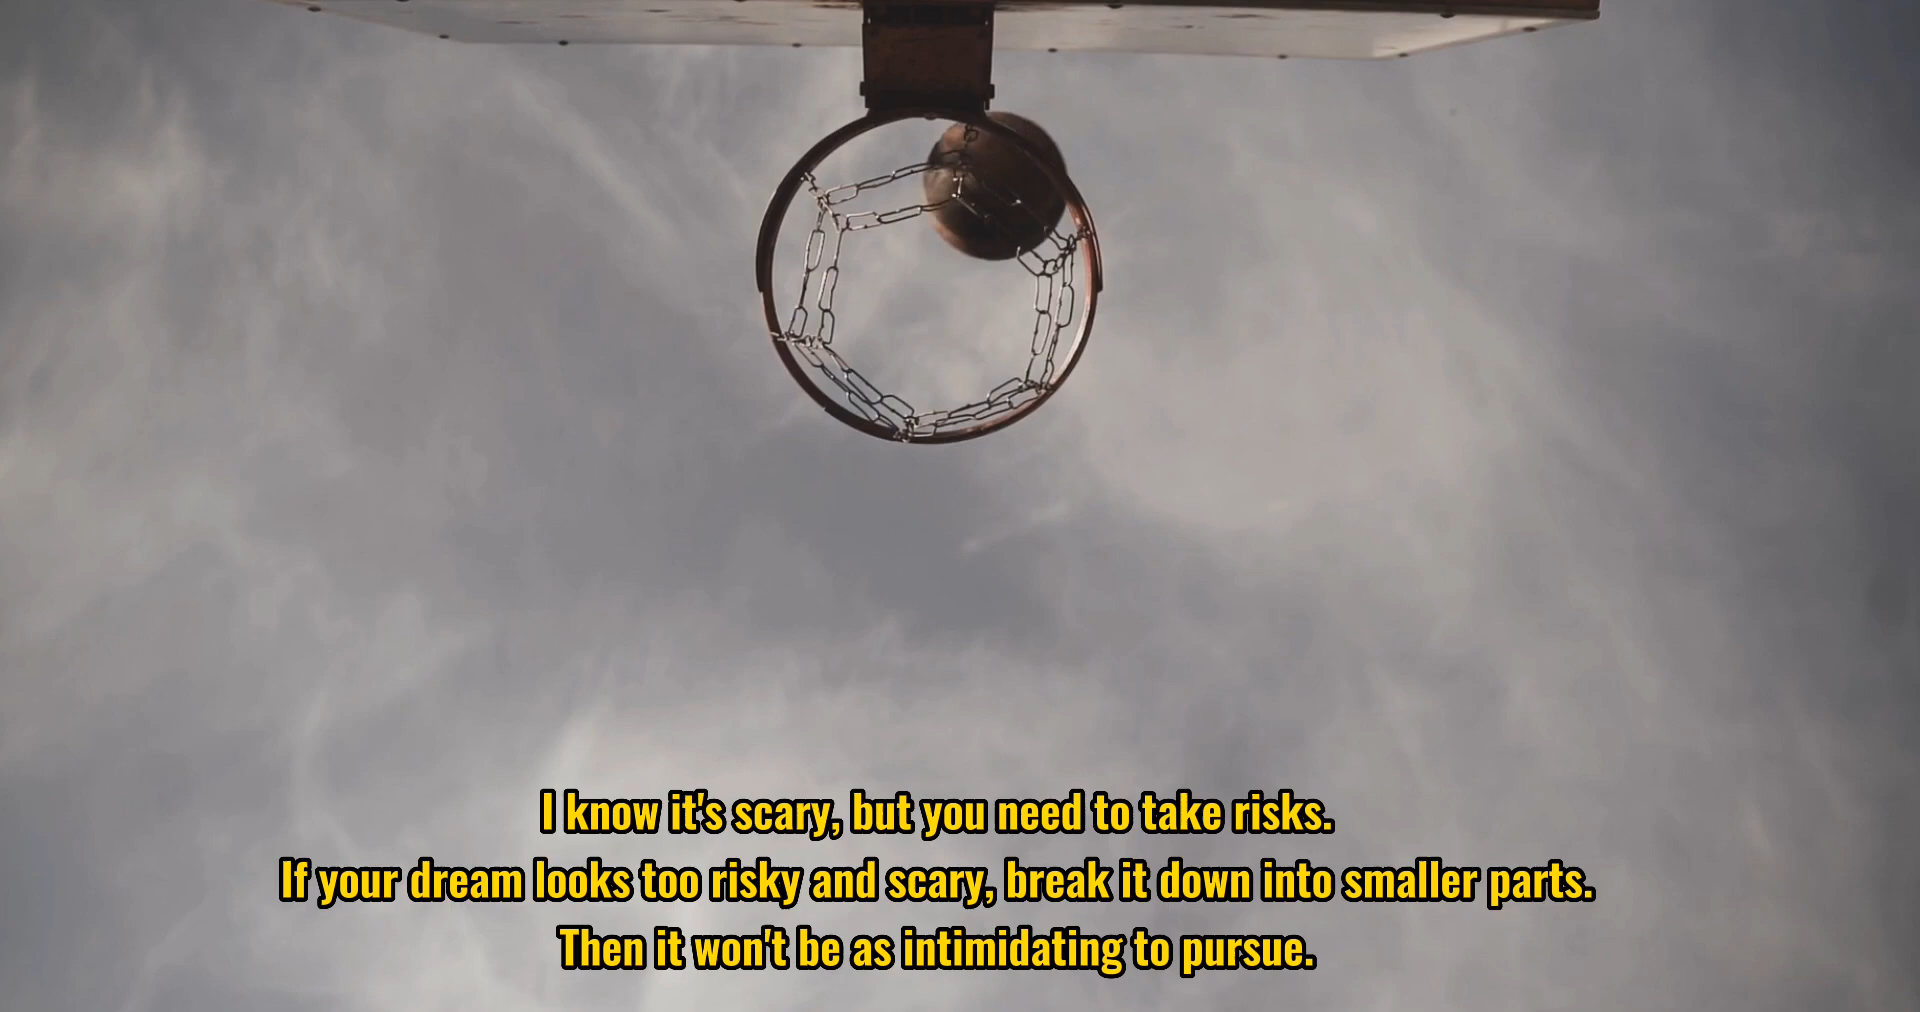 I know it's scary, but you need to take risks.
If your dream looks too risky and scary, break it down into smaller parts.
Then it won't be as intimidating to pursue.